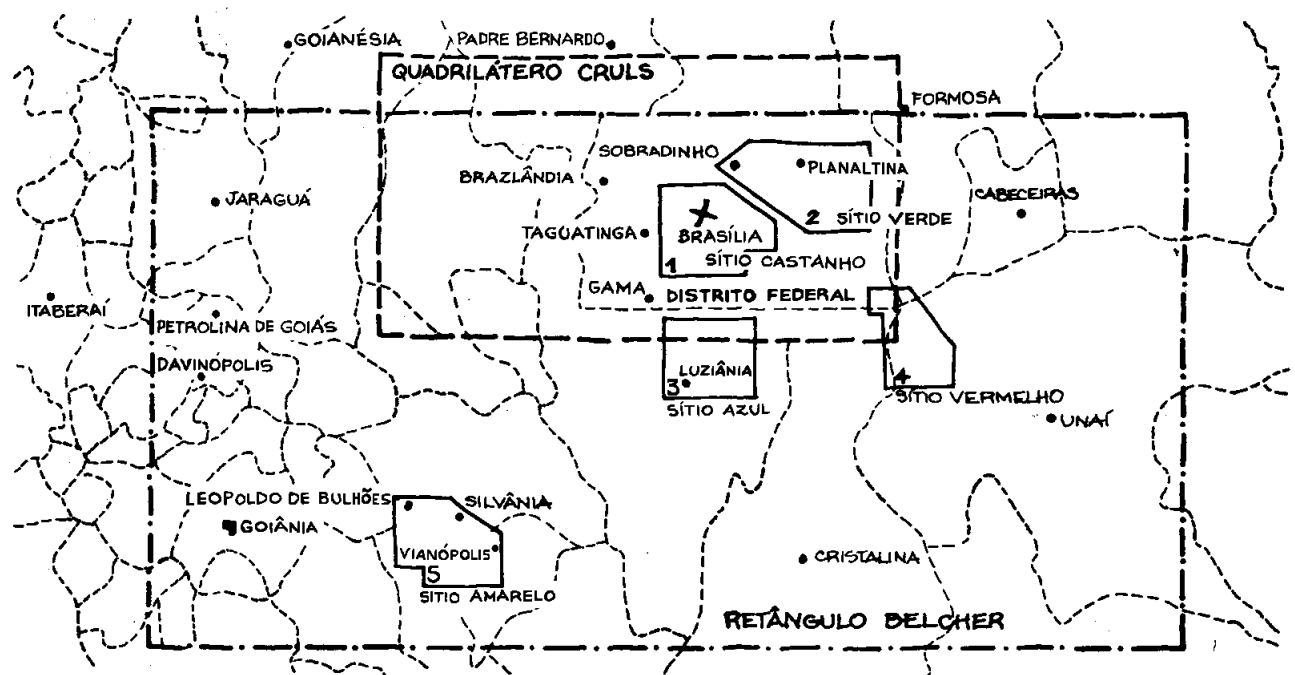 GOIANÉSIA
PADRE BERNARDO
QUADRILÁTERO CRULS
FORMOSA
SOBRADINHO
PLANALTINA
BRAZLÂNDIA
JARAGUÁ
CABECEIRAS
2 SÍTIO VERDE
TAGUATINGA
BRASÍLIA
1 SÍTIO CASTANHO
GAMA
DISTRITO FEDERAL
ITABERAÍ
PETROLINA DE GOIÁS
DAVINÓPOLIS
LUZIÂNIA
3
SÍTIO AZUL
4
SÍTIO VERMELHO
UNAÍ
LEOPOLDO DE BULHÕES
SILVÂNIA
GOIÂNIA
VIANÓPOLIS
5
SÍTIO AMARELO
CRISTALINA
RETÂNGULO BELCHER